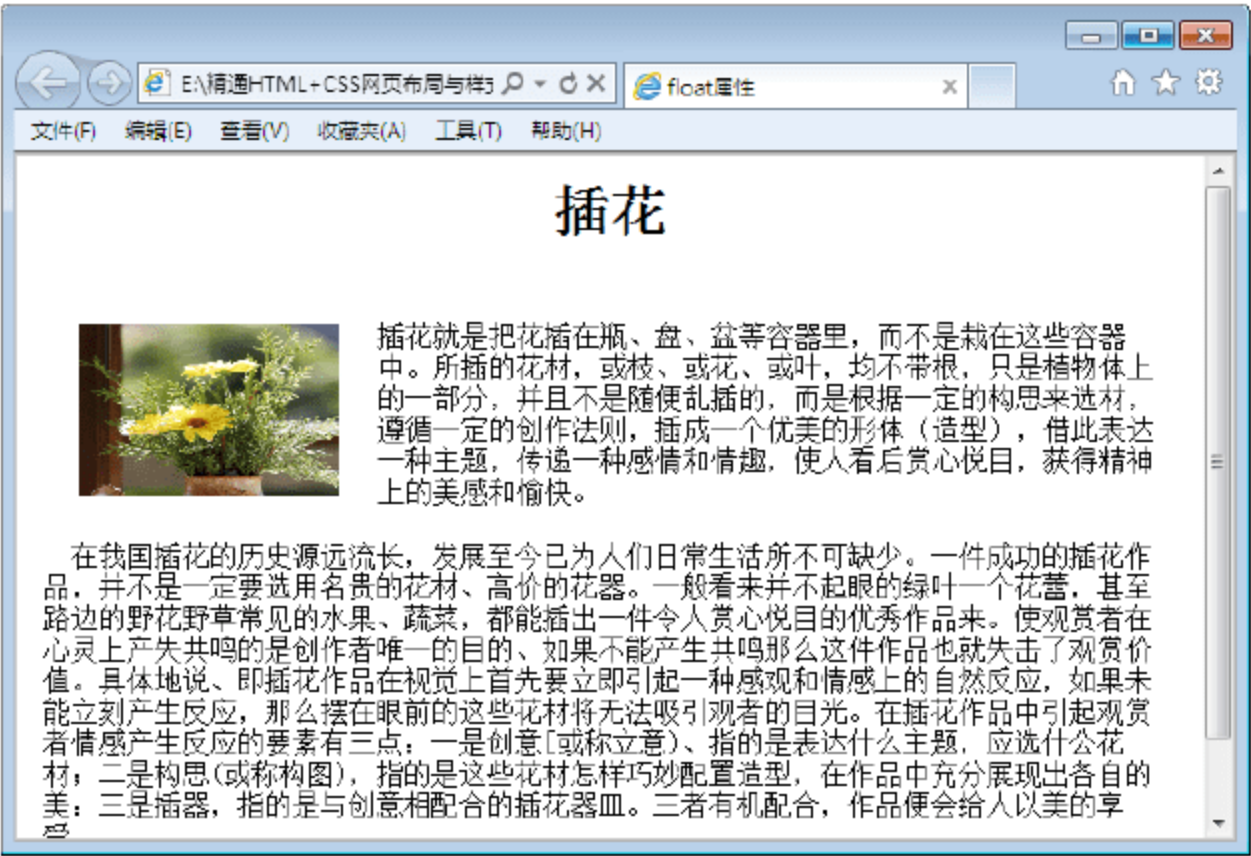 E:\精通HTML+CSS网页布局与样
float属性
文件(F) 编辑(E) 查看(V) 收藏夹(A) 工具(T) 帮助(H)
插花
插花就是把花插在瓶、盘、盆等容器里，而不是栽在这些容器
中。所插的花材，或枝、或花、或叶，均不带根，只是植物体上
的一部分，并且不是随便乱插的，而是根据一定的构思来选材，
遵循一定的创作法则，插成一个优美的形体（造型），借此表达
一种主题，传递一种感情和情趣，使人看后赏心悦目，获得精神
上的美感和愉快。
在我国插花的历史源远流长，发展至今已为人们日常生活所不可缺少。一件成功的插花作
品，并不是一定要选用名贵的花材、高价的花器。一般看来并不起眼的绿叶一个花蕾，甚至
路边的野花野草常见的水果、蔬菜，都能插出一件令人赏心悦目的优秀作品来。使观赏者在
心灵上产失共鸣的是创作者唯一的目的、如果不能产生共鸣那么这件作品也就失击了观赏价
值。具体地说、即插花作品在视觉上首先要立即引起一种感观和情感上的自然反应，如果未
能立刻产生反应，那么摆在眼前的这些花材将无法吸引观者的目光。在插花作品中引起观赏
者情感产生反应的要素有三点：一是创意[或称立意)、指的是表达什么主题，应选什公花
材；二是构思(或称构图)，指的是这些花材怎样巧妙配置造型，在作品中充分展现出各自的
美：三是插器，指的是与创意相配合的插花器皿。三者有机配合，作品便会给人以美的享